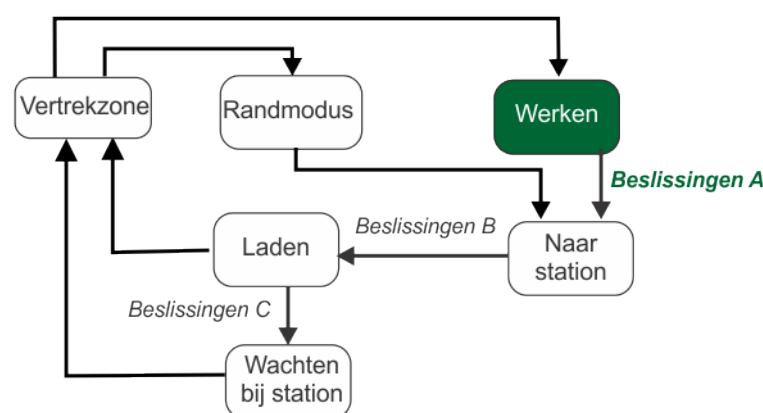 Vertrekzone
Randmodus
Werken
Beslissingen A
Beslissingen B
Naar
station
Laden
Beslissingen C
Wachten
bij station